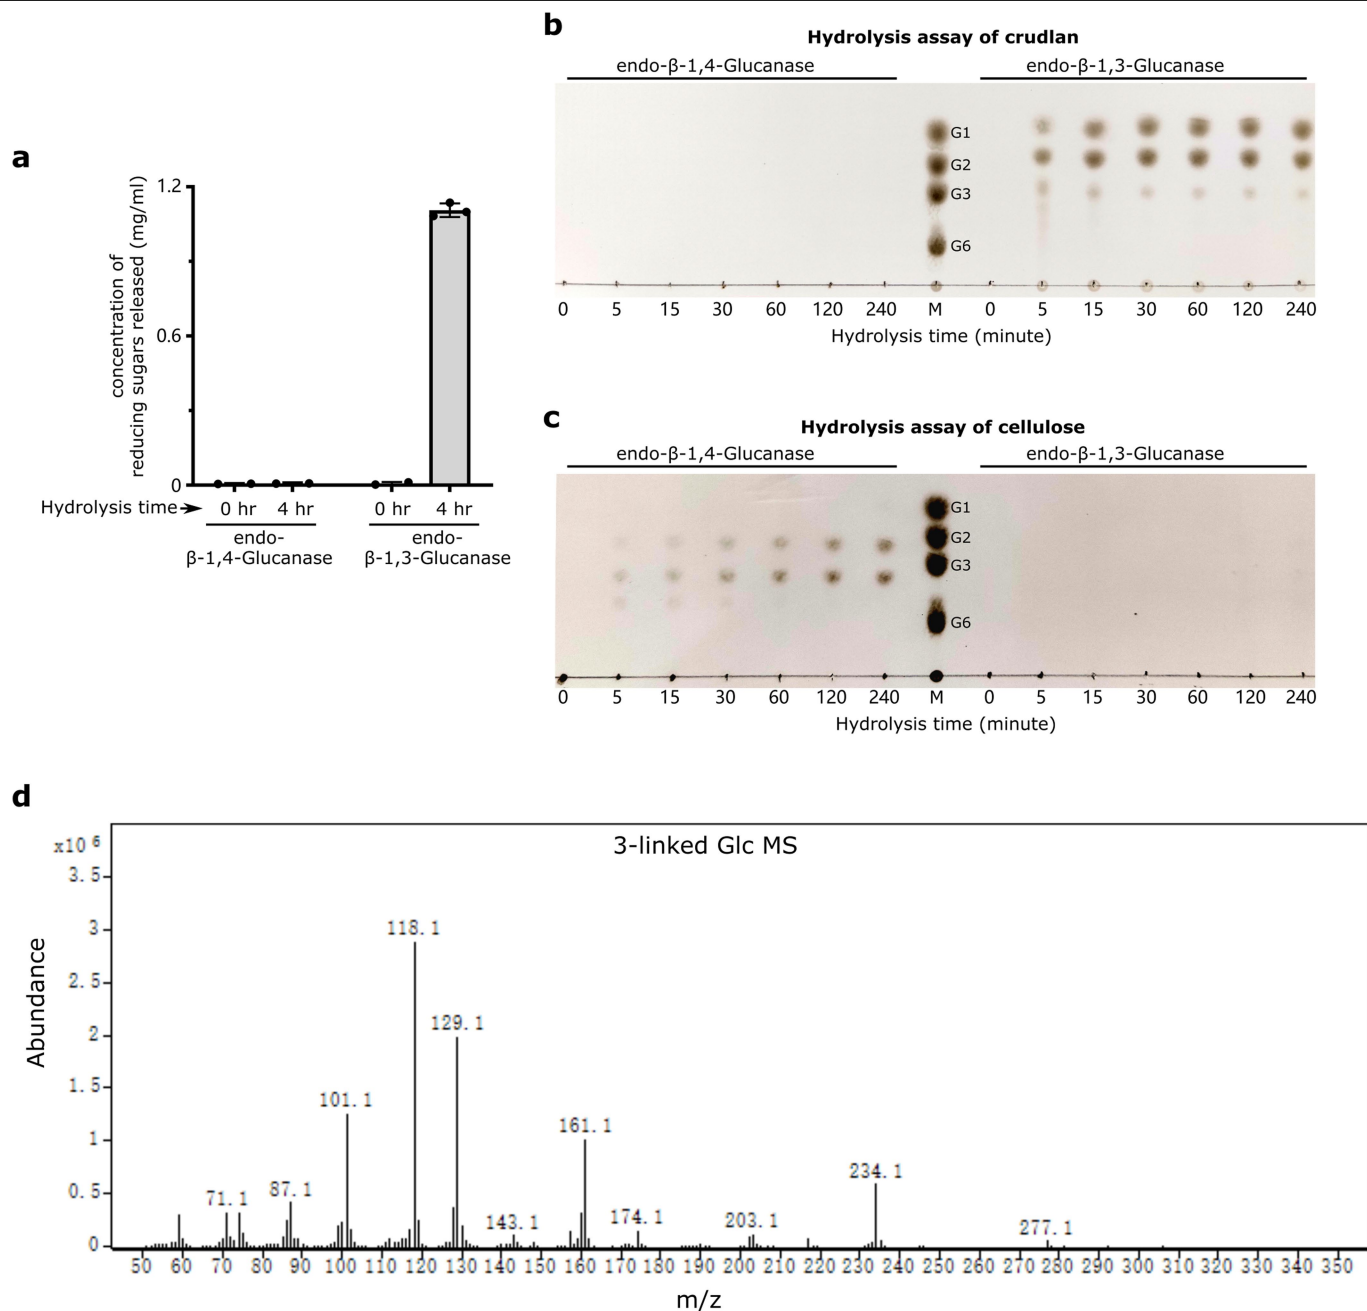 a
concentration of
reducing sugars released (mg/ml)
1.2
0.6
0
Hydrolysis time
0 hr 4 hr 0 hr 4 hr
endo-
β-1,4-Glucanase
endo-
β-1,3-Glucanase
b
Hydrolysis assay of crudlan
endo-β-1,4-Glucanase endo-β-1,3-Glucanase
G1
G2
G3
G6
0 5 15 30 60 120 240 M 0 5 15 30 60 120 240
Hydrolysis time (minute)
c
Hydrolysis assay of cellulose
endo-β-1,4-Glucanase endo-β-1,3-Glucanase
G1
G2
G3
G6
0 5 15 30 60 120 240 M 0 5 15 30 60 120 240
Hydrolysis time (minute)
d
3-linked Glc MS
x10 6
Abundance
3.5
3
2.5
2
1.5
1
0.5
0
71.1
87.1
101.1
118.1
129.1
143.1
161.1
174.1
203.1
234.1
277.1
50 60 70 80 90 100 110 120 130 140 150 160 170 180 190 200 210 220 230 240 250 260 270 280 290 300 310 320 330 340 350
m/z